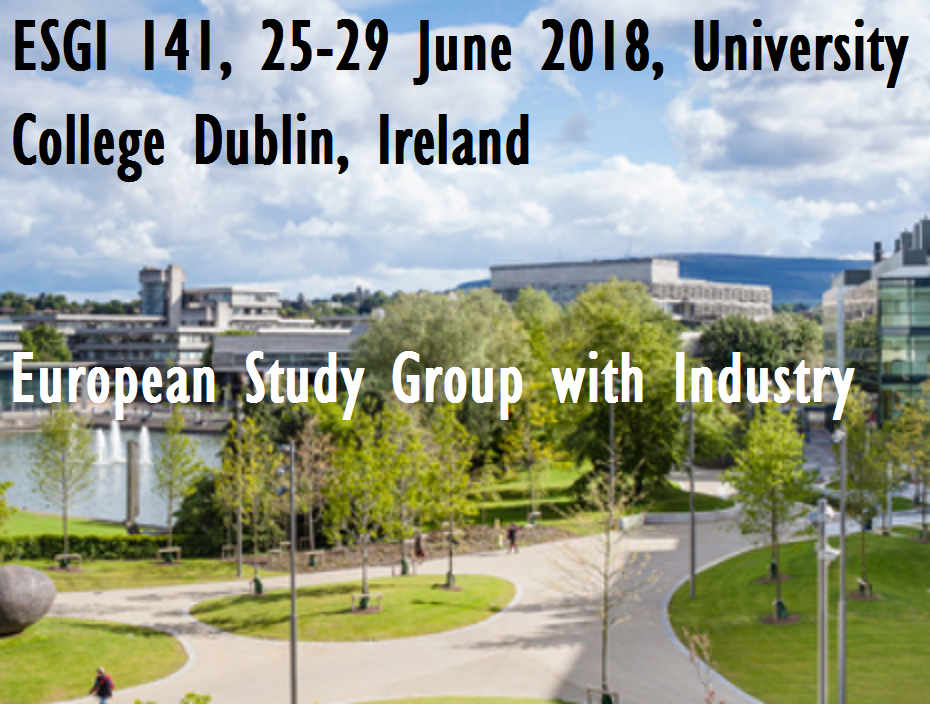 ESGI 141, 25-29 June 2018, University
College Dublin, Ireland
European Study Group with Industry